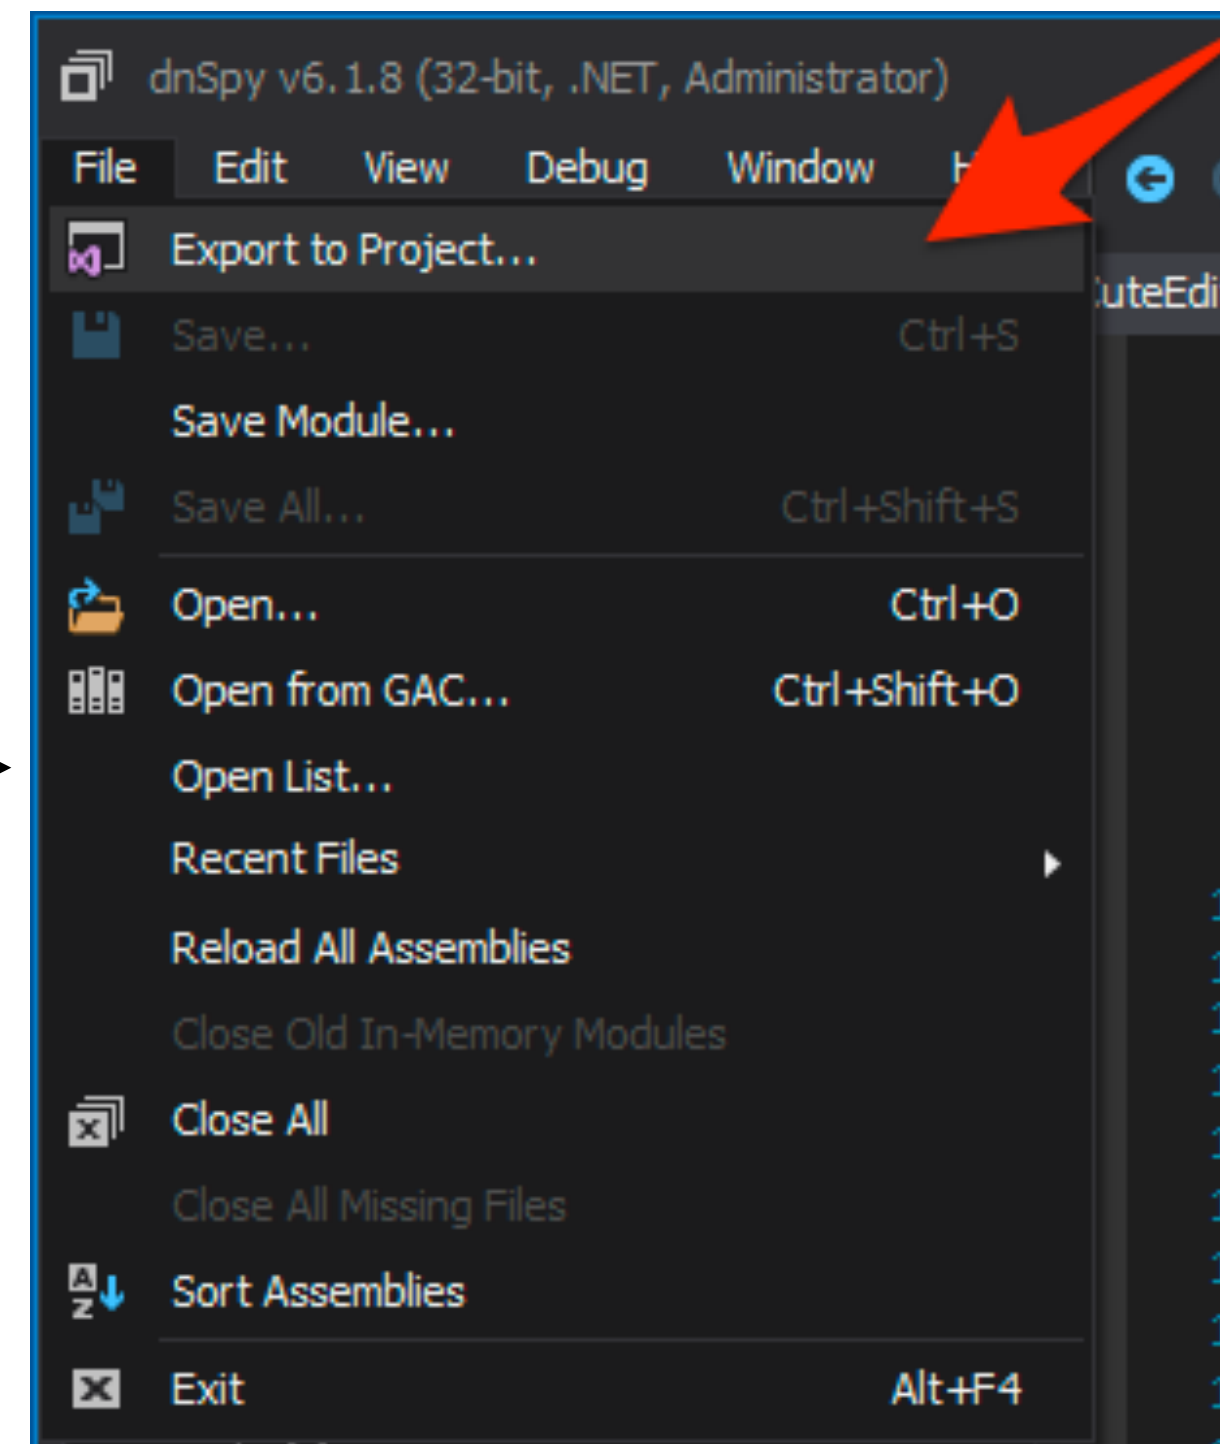 dnSpy v6.1.8 (32-bit, .NET, Administrator)
File Edit View Debug Window
Export to Project...
Save... Ctrl+S
Save Module...
Save All... Ctrl+Shift+S
Open... Ctrl+O
Open from GAC... Ctrl+Shift+O
Open List...
Recent Files
Reload All Assemblies
Close Old In-Memory Modules
Close All
Close All Missing Files
Sort Assemblies
Exit Alt+F4